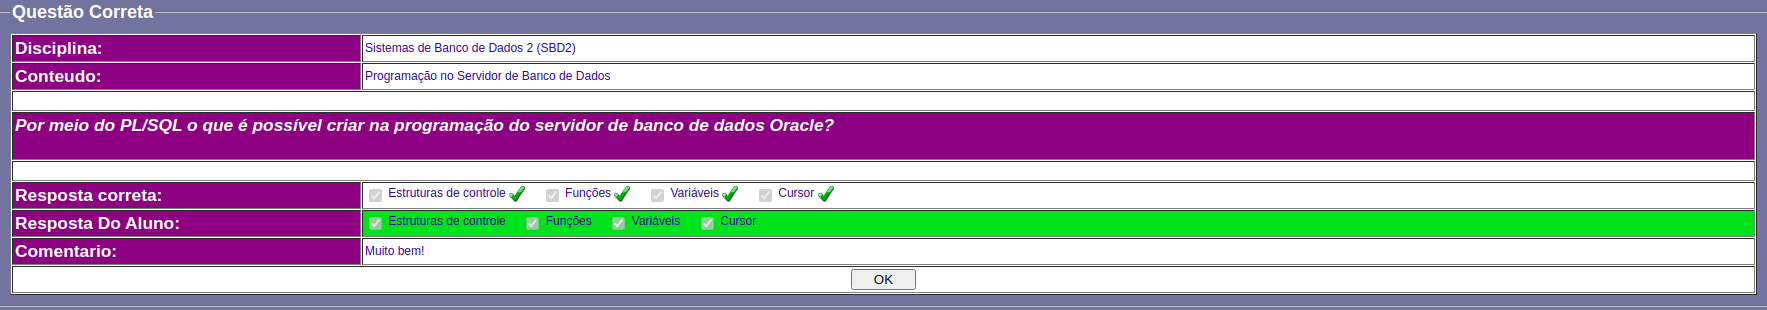 Questão Correta
Disciplina: Sistemas de Banco de Dados 2 (SBD2)
Conteudo: Programação no Servidor de Banco de Dados
Por meio do PL/SQL o que é possível criar na programação do servidor de banco de dados Oracle?
Resposta correta: Estruturas de controle Funções Variáveis Cursor
Resposta Do Aluno: Estruturas de controle Funções Variáveis Cursor
Comentario: Muito bem!
OK